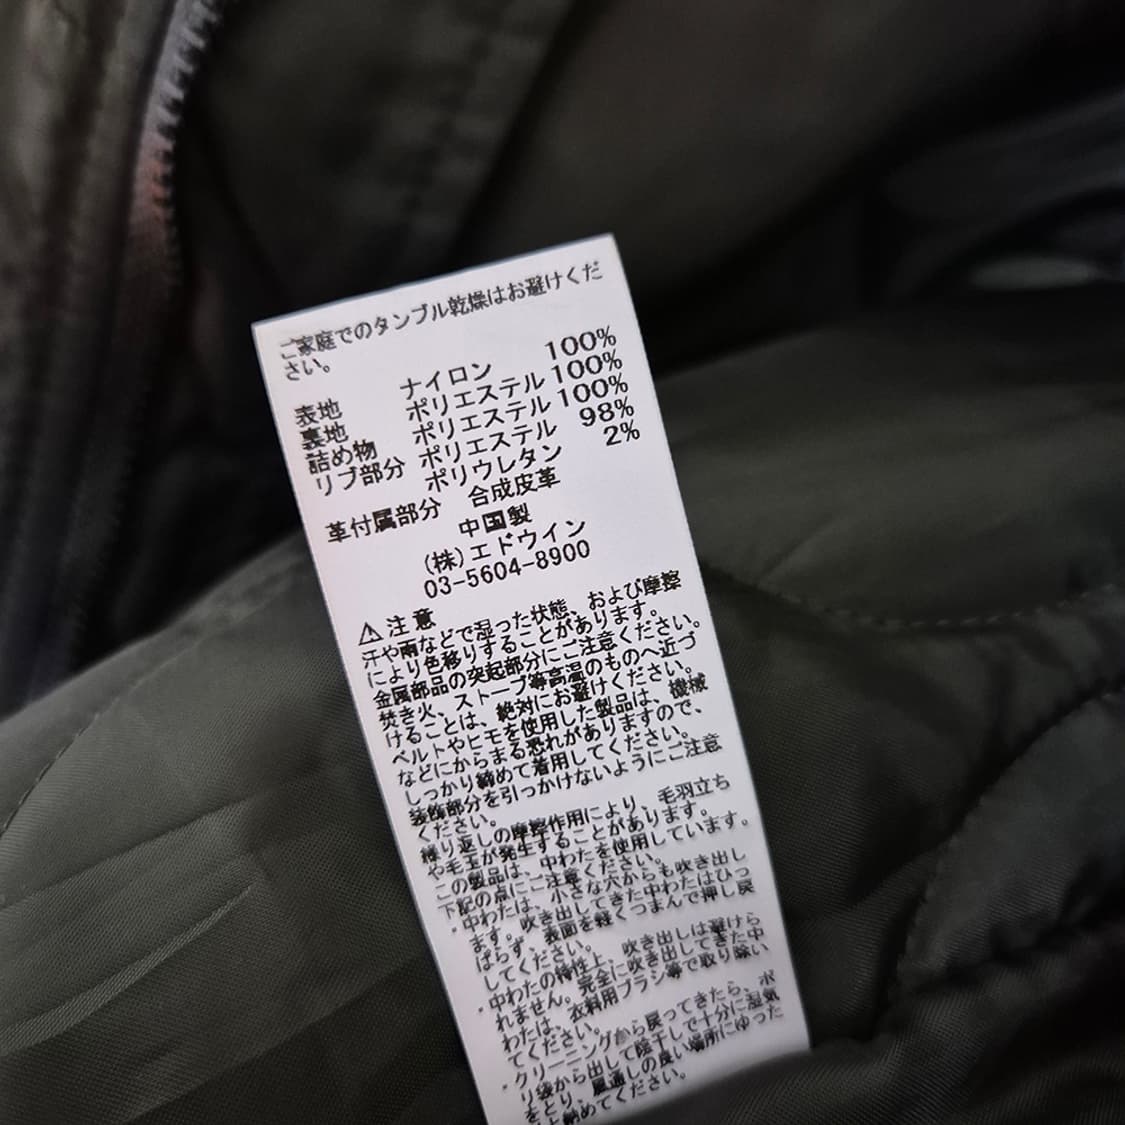 ご家庭でのタンブル乾燥はお避けくだ
さい。
表地 ナイロン 100%
裏地 ポリエステル 100%
詰め物 ポリエステル 100%
リブ部分 ポリエステル 98%
ポリウレタン 2%
革付属部分 合成皮革
中国製
(株)エドウイン
03-5604-8900
⚠注意
汗や雨などで湿った状態、および摩擦
により色移りすることがあります。
金属部品の突起部分にご注意ください。
焚き火、ストーブ等高温のものへ近づ
けることは、絶対にお避けください。
ベルトやヒモを使用した製品は、機械
などにからまる恐れがありますので、
しっかり締めて着用してください。
装飾部分を引っかけないようにご注意
ください。
繰り返しの摩擦作用により、毛羽立ち
や毛玉が発生することがあります。
この製品は、中わたを使用しています。
下記の点にご注意ください。
・中わたは、小さな穴からも吹き出し
ます。吹き出してきた中わたはひっ
ぱらず、表面を軽くつまんで押し戻
してください。
・中わたの特性上、吹き出しは避けら
れません。完全に吹き出してきた中
わたは、衣料用ブラシ等で取り除い
てください。
・クリーニングから戻ってきたら、ポ
リ袋から出して陰干しで十分に湿気
をとり、風通しの良い場所にゆった
り納めてください。